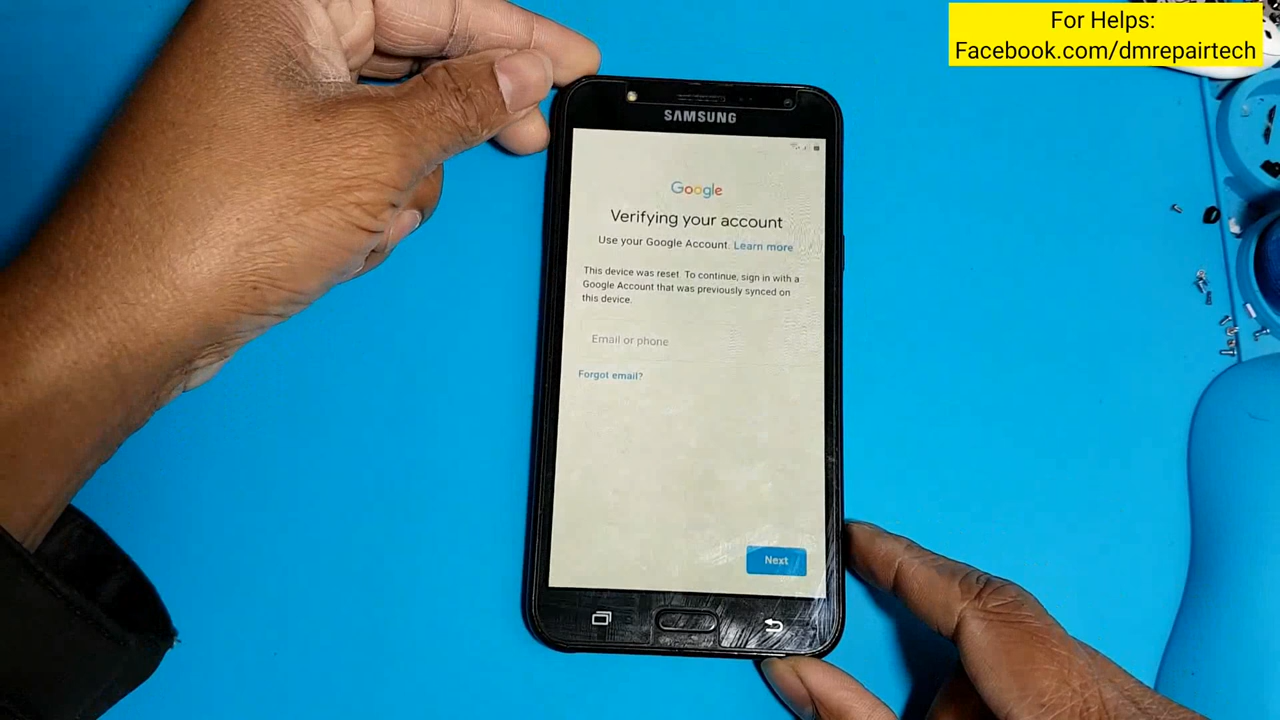 For Helps:
Facebook.com/dmrepairtech
SAMSUNG
Google
Verifying your account
Use your Google Account. Learn more
This device was reset. To continue, sign in with a
Google Account that was previously synced on
this device.
Email or phone
Forgot email?
Next